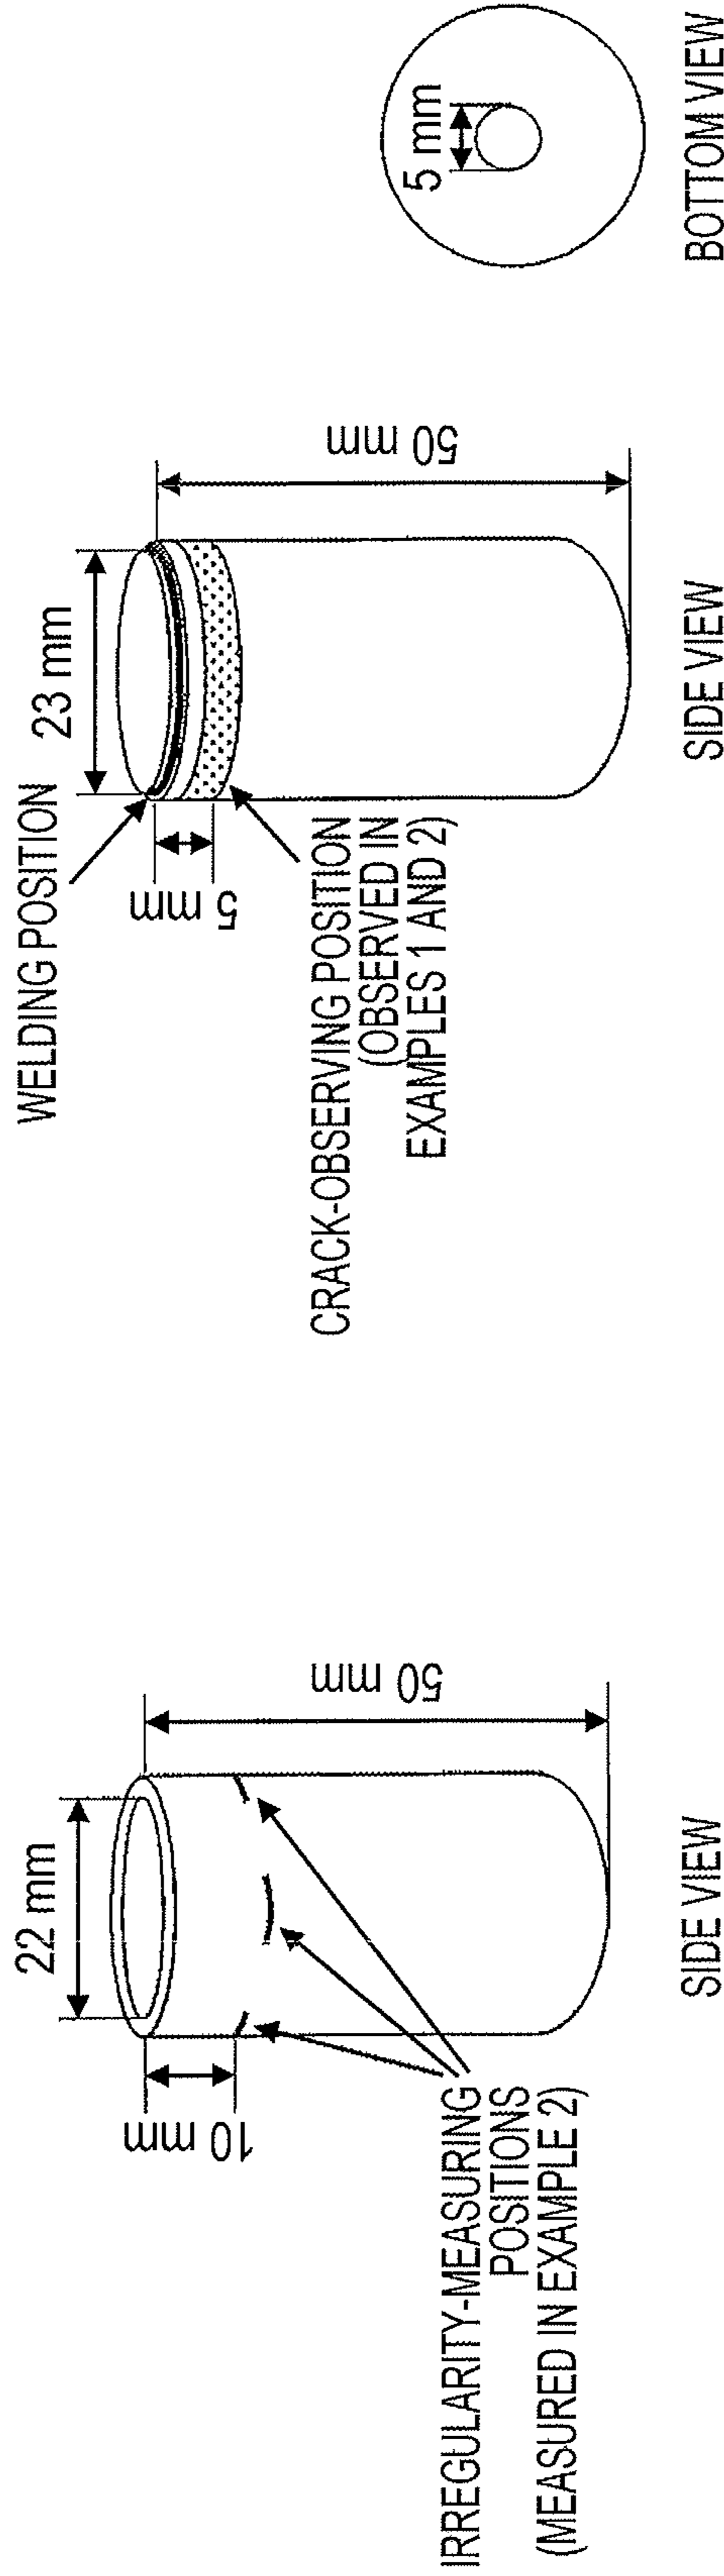 22 mm
10 mm
50 mm
IRREGULARITY-MEASURING
POSITIONS
(MEASURED IN EXAMPLE 2)
SIDE VIEW
WELDING POSITION
23 mm
5 mm
50 mm
CRACK-OBSERVING POSITION
(OBSERVED IN
EXAMPLES 1 AND 2)
SIDE VIEW
5 mm
BOTTOM VIEW